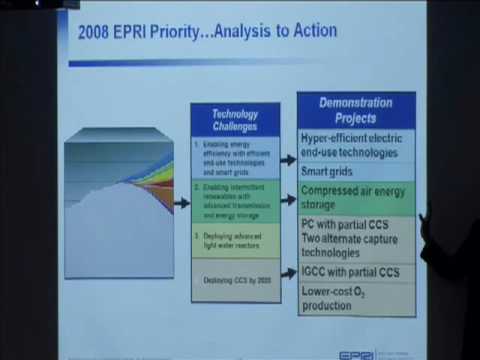 2008 EPRI Priority…Analysis to Action
Technology
Challenges
1. Enabling energy
efficiency with efficient
end-use technologies
and smart grids
2. Enabling intermittent
renewables with
advanced transmission
and energy storage
3. Deploying advanced
light water reactors
Deploying CCS by 2020
Demonstration
Projects
Hyper-efficient electric
end-use technologies
Smart grids
Compressed air energy
storage
PC with partial CCS
Two alternate capture
technologies
IGCC with partial CCS
Lower-cost O₂
production
EPRI